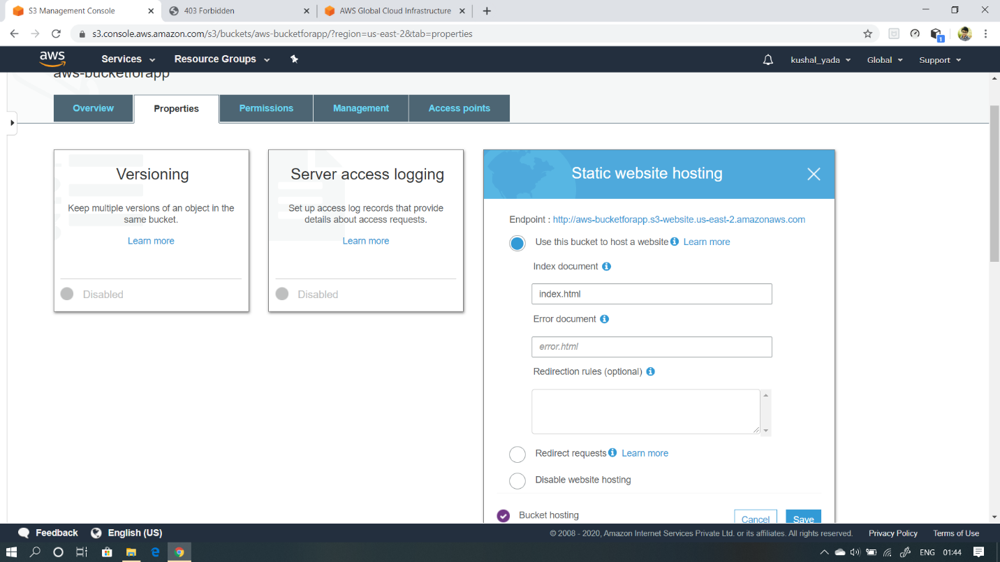 S3 Management Console
403 Forbidden
AWS Global Cloud Infrastructure
s3.console.aws.amazon.com/s3/buckets/aws-bucketforapp/?region=us-east-2&tab=properties
1
aws
Services
Resource Groups
kushal_yada
Global
Support
aws-bucketforapp
Overview
Properties
Permissions
Management
Access points
Versioning
Keep multiple versions of an object in the
same bucket.
Learn more
Disabled
Server access logging
Set up access log records that provide
details about access requests.
Learn more
Disabled
Static website hosting
Endpoint : http://aws-bucketforapp.s3-website.us-east-2.amazonaws.com
Use this bucket to host a website Learn more
Index document
index.html
Error document
error.html
Redirection rules (optional)
Redirect requests Learn more
Disable website hosting
Bucket hosting
Cancel
Save
Feedback
English (US)
© 2008 - 2020, Amazon Internet Services Private Ltd. or its affiliates. All rights reserved.
Privacy Policy
Terms of Use
ENG
01:44